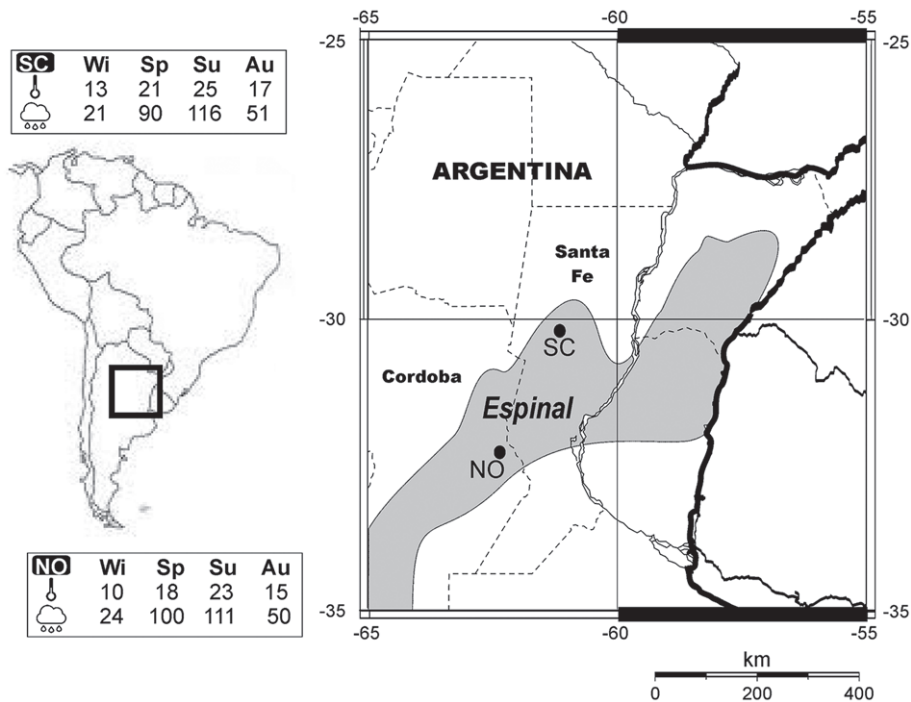 SC Wi Sp Su Au
13 21 25 17
21 90 116 51
NO Wi Sp Su Au
10 18 23 15
24 100 111 50
-65 -60 -55
-25 -25
ARGENTINA
Santa
Fe
-30 -30
SC
Cordoba
Espinal
NO
-35 -35
-65 -60 -55
km
0 200 400